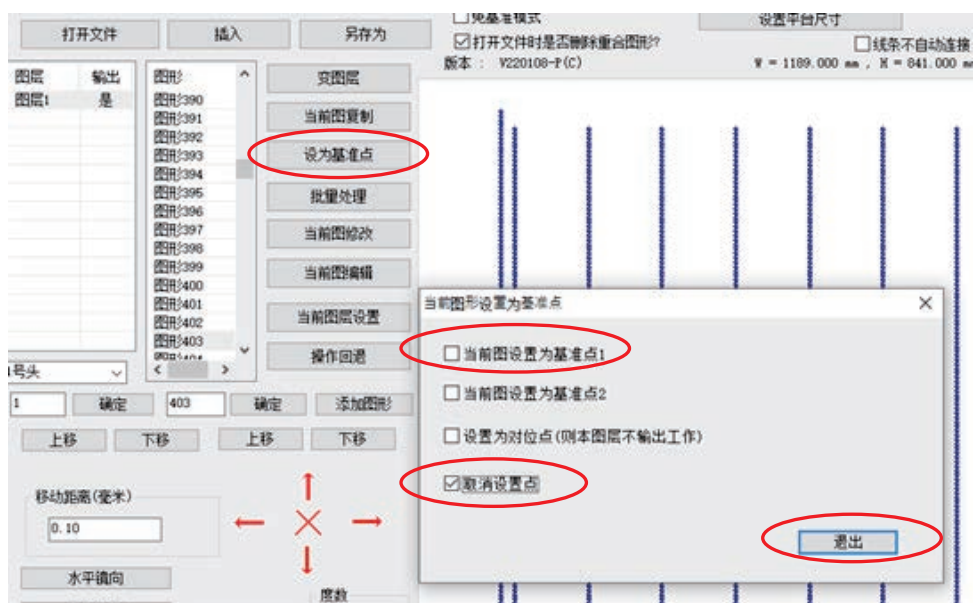 打开文件 插入 另存为
免基准模式
设置平台尺寸
打开文件时是否删除重合图形?
线条不自动连接
版本 : V220108-P(C)
W = 1189.000 mm , H = 841.000 mm
图层 输出
图层1 是
图形
图形390
图形391
图形392
图形393
图形394
图形395
图形396
图形397
图形398
图形399
图形400
图形401
图形402
图形403
图形404
变图层
当前图复制
设为基准点
批量处理
当前图修改
当前图编辑
当前图层设置
操作回退
号头
1 确定 403 确定 添加图形
上移 下移 上移 下移
移动距离(毫米)
0.10
水平镜向
度数
当前图形设置为基准点
当前图设置为基准点1
当前图设置为基准点2
设置为对位点(则本图层不输出工作)
取消设置点
退出